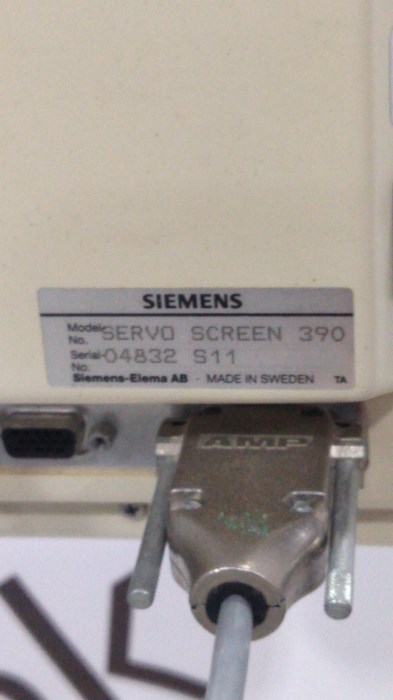 SIEMENS
Model No. SERVO SCREEN 390
Serial No. 04832 S11
Siemens-Elema AB · MADE IN SWEDEN TA
AMP